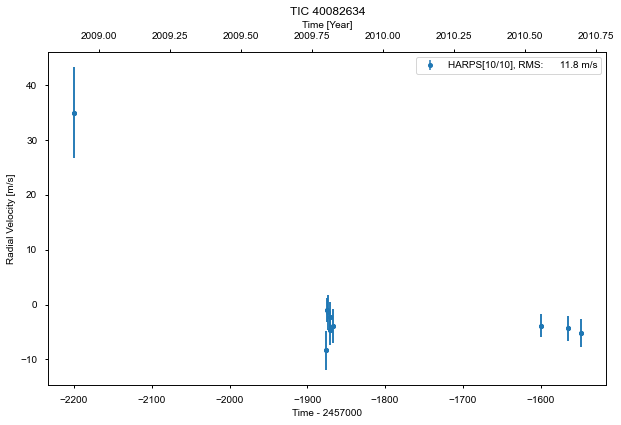 TIC 40082634
Time [Year]
2009.00 2009.25 2009.50 2009.75 2010.00 2010.25 2010.50 2010.75
HARPS[10/10], RMS: 11.8 m/s
40
30
20
10
0
−10
Radial Velocity [m/s]
−2200 −2100 −2000 −1900 −1800 −1700 −1600
Time - 2457000